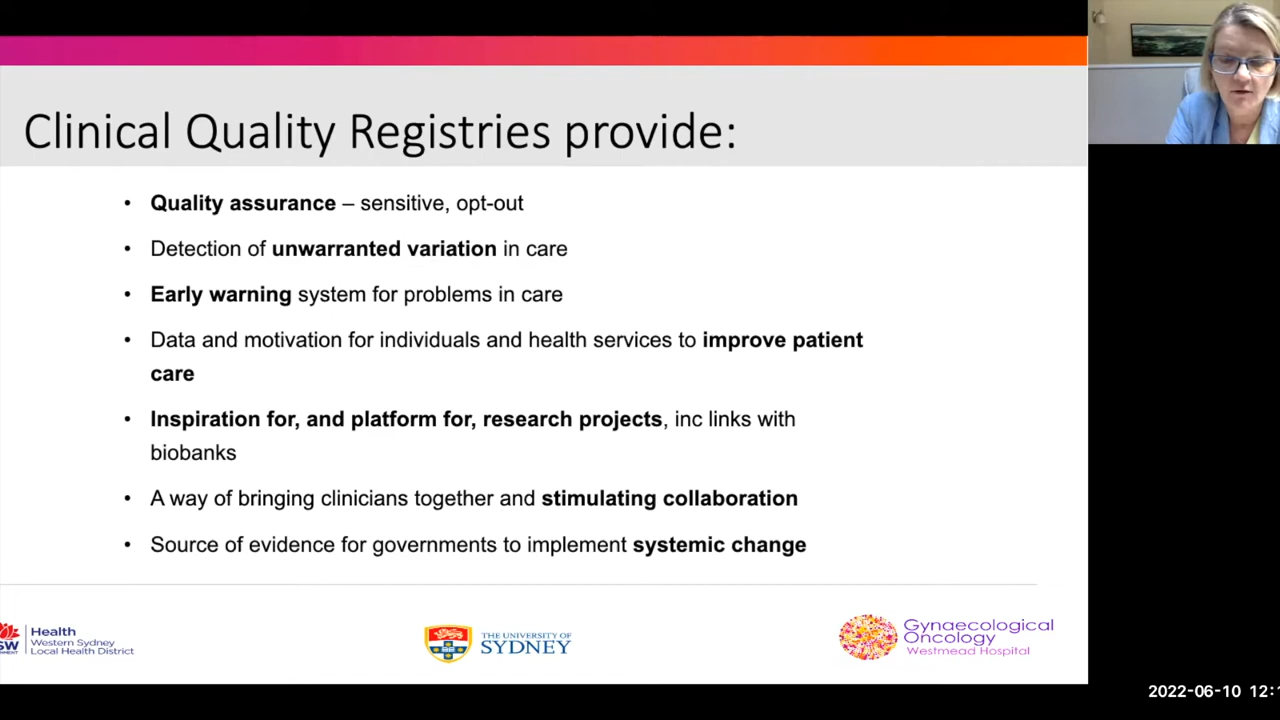 Clinical Quality Registries provide:
• Quality assurance – sensitive, opt-out
• Detection of unwarranted variation in care
• Early warning system for problems in care
• Data and motivation for individuals and health services to improve patient
care
• Inspiration for, and platform for, research projects, inc links with
biobanks
• A way of bringing clinicians together and stimulating collaboration
• Source of evidence for governments to implement systemic change
Health
Western Sydney
Local Health District
THE UNIVERSITY OF
SYDNEY
Gynaecological
Oncology
Westmead Hospital
2022-06-10 12:1